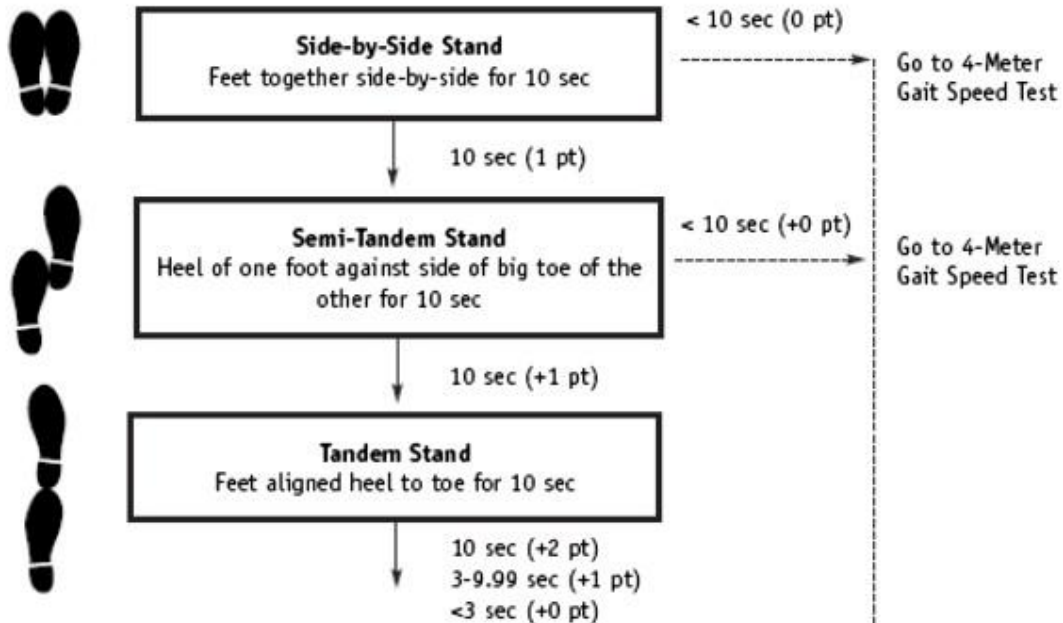 < 10 sec (0 pt)
Side-by-Side Stand
Feet together side-by-side for 10 sec
Go to 4-Meter
Gait Speed Test
10 sec (1 pt)
< 10 sec (+0 pt)
Semi-Tandem Stand
Heel of one foot against side of big toe of the
other for 10 sec
Go to 4-Meter
Gait Speed Test
10 sec (+1 pt)
Tandem Stand
Feet aligned heel to toe for 10 sec
10 sec (+2 pt)
3-9.99 sec (+1 pt)
<3 sec (+0 pt)